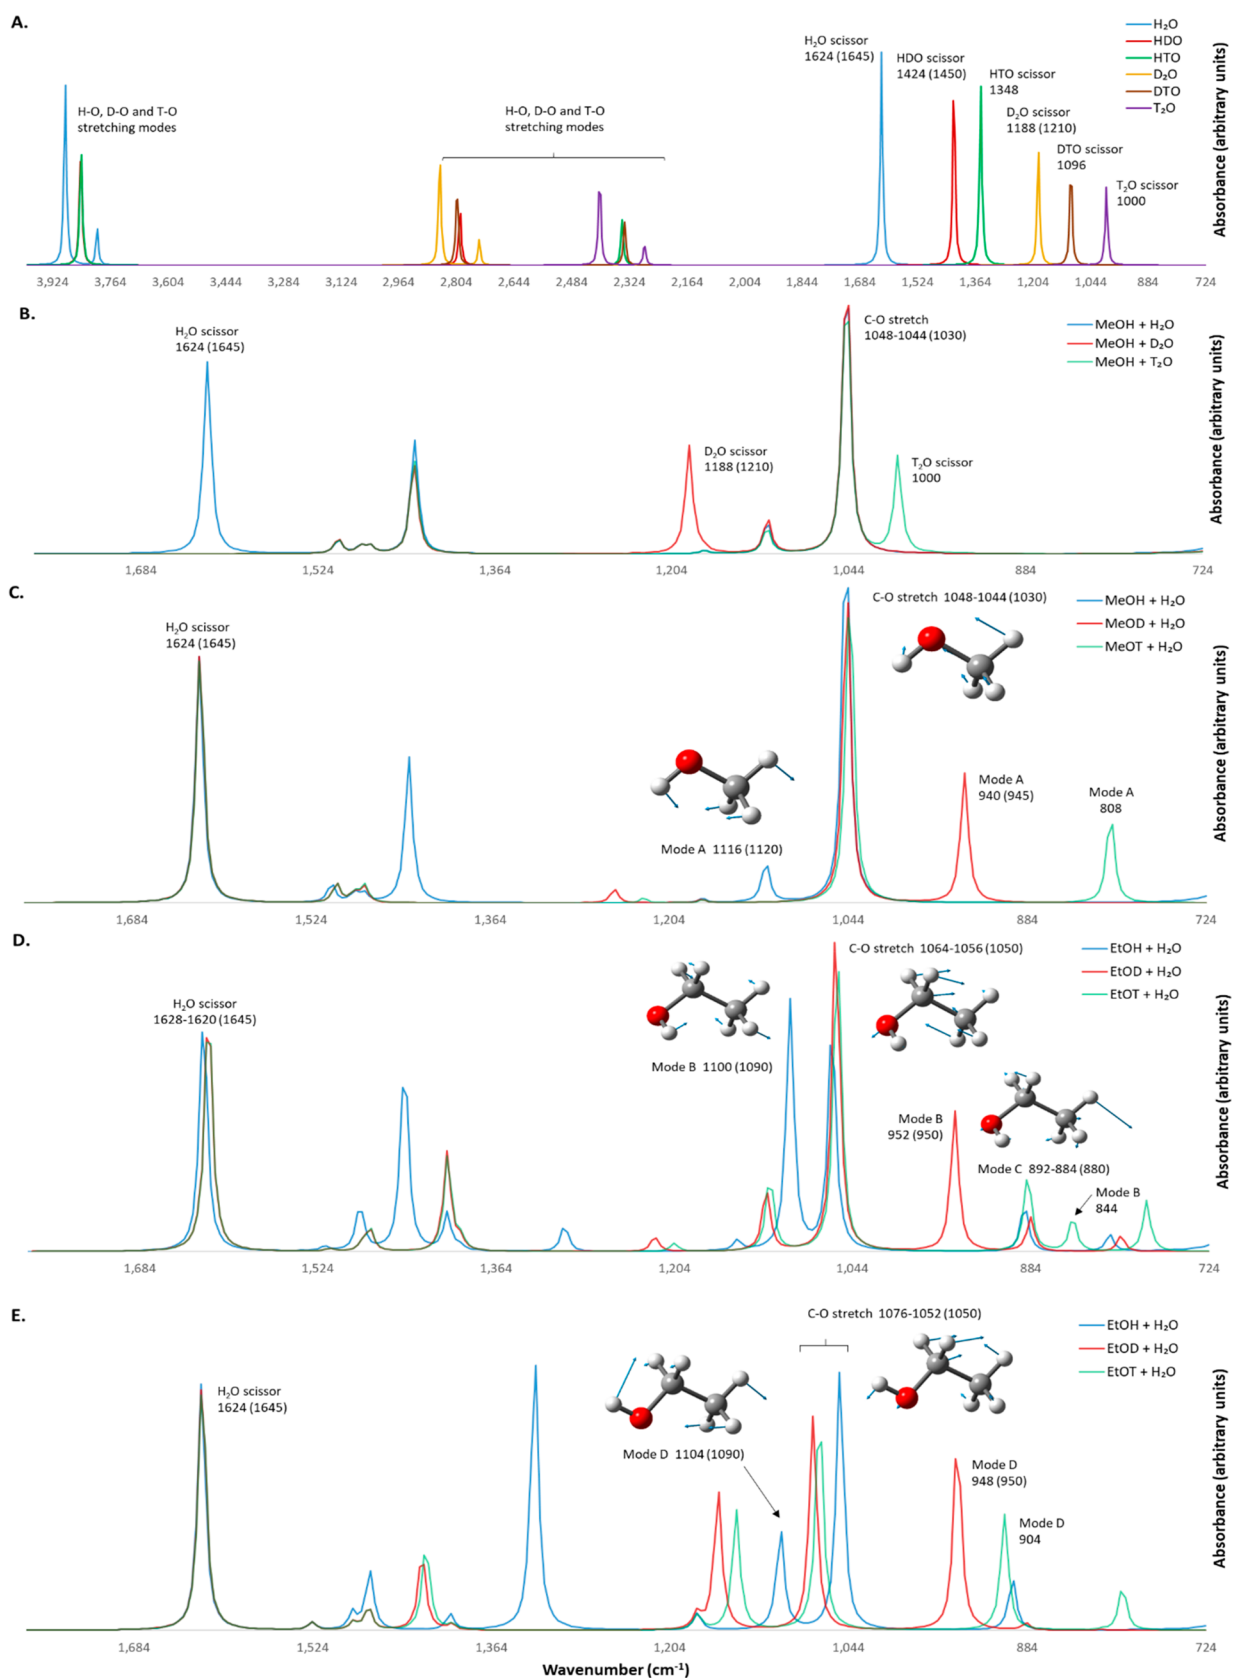 A.
H₂O
HDO
HTO
D₂O
DTO
T₂O
H-O, D-O and T-O
stretching modes
H-O, D-O and T-O
stretching modes
H₂O scissor
1624 (1645)
HDO scissor
1424 (1450)
HTO scissor
1348
D₂O scissor
1188 (1210)
DTO scissor
1096
T₂O scissor
1000
Absorbance (arbitrary units)
3,924 3,764 3,604 3,444 3,284 3,124 2,964 2,804 2,644 2,484 2,324 2,164 2,004 1,844 1,684 1,524 1,364 1,204 1,044 884 724
B.
H₂O scissor
1624 (1645)
D₂O scissor
1188 (1210)
C-O stretch
1048-1044 (1030)
T₂O scissor
1000
MeOH + H₂O
MeOH + D₂O
MeOH + T₂O
Absorbance (arbitrary units)
1,684 1,524 1,364 1,204 1,044 884 724
C.
H₂O scissor
1624 (1645)
C-O stretch 1048-1044 (1030)
MeOH + H₂O
MeOD + H₂O
MeOT + H₂O
Mode A 1116 (1120)
Mode A
940 (945)
Mode A
808
Absorbance (arbitrary units)
1,684 1,524 1,364 1,204 1,044 884 724
D.
H₂O scissor
1628-1620 (1645)
C-O stretch 1064-1056 (1050)
EtOH + H₂O
EtOD + H₂O
EtOT + H₂O
Mode B 1100 (1090)
Mode B
952 (950)
Mode C 892-884 (880)
Mode B
844
Absorbance (arbitrary units)
1,684 1,524 1,364 1,204 1,044 884 724
E.
C-O stretch 1076-1052 (1050)
EtOH + H₂O
EtOD + H₂O
EtOT + H₂O
H₂O scissor
1624 (1645)
Mode D 1104 (1090)
Mode D
948 (950)
Mode D
904
Absorbance (arbitrary units)
1,684 1,524 1,364 1,204 1,044 884 724
Wavenumber (cm⁻¹)